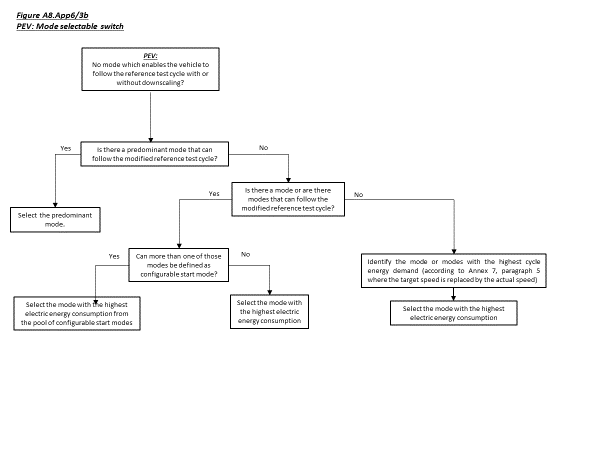 Figure A8.App6/3b
PEV: Mode selectable switch
PEV:
No mode which enables the vehicle to
follow the reference test cycle with or
without downscaling?
Is there a predominant mode that can
follow the modified reference test cycle?
Yes
No
Is there a mode or are there
modes that can follow the
modified reference test cycle?
Yes
No
Select the predominant
mode.
Can more than one of those
modes be defined as
configurable start mode?
Yes
No
Identify the mode or modes with the highest cycle
energy demand (according to Annex 7, paragraph 5
where the target speed is replaced by the actual speed)
Select the mode with the highest
electric energy consumption from
the pool of configurable start modes
Select the mode with
the highest electric
energy consumption
Select the mode with the highest
electric energy consumption